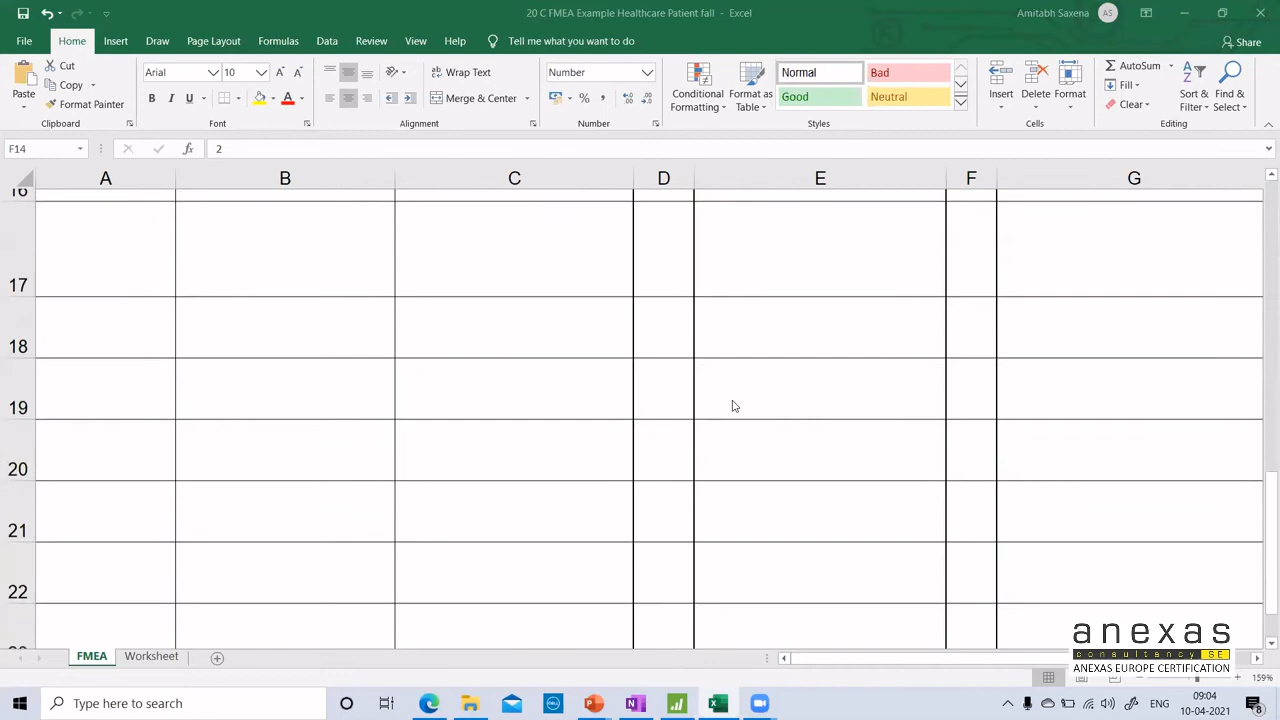 20 C FMEA Example Healthcare Patient fall - Excel
Amitabh Saxena AS
File Home Insert Draw Page Layout Formulas Data Review View Help Tell me what you want to do Share
Paste
Cut
Copy
Format Painter
Clipboard
Arial 10
A A
B I U
A
Font
ab
Wrap Text
Merge & Center
Alignment
Number
%
Number
Conditional Formatting
Format as Table
Normal Bad
Good Neutral
Styles
Insert Delete Format
Cells
AutoSum
Fill
Clear
Sort & Filter
Find & Select
Editing
F14 fx 2
A B C D E F G
16
17
18
19
20
21
22
FMEA Worksheet
anexas
consultancy SE
ANEXAS EUROPE CERTIFICATION
159%
Type here to search
DELL
ENG
09:04
10-04-2021
8